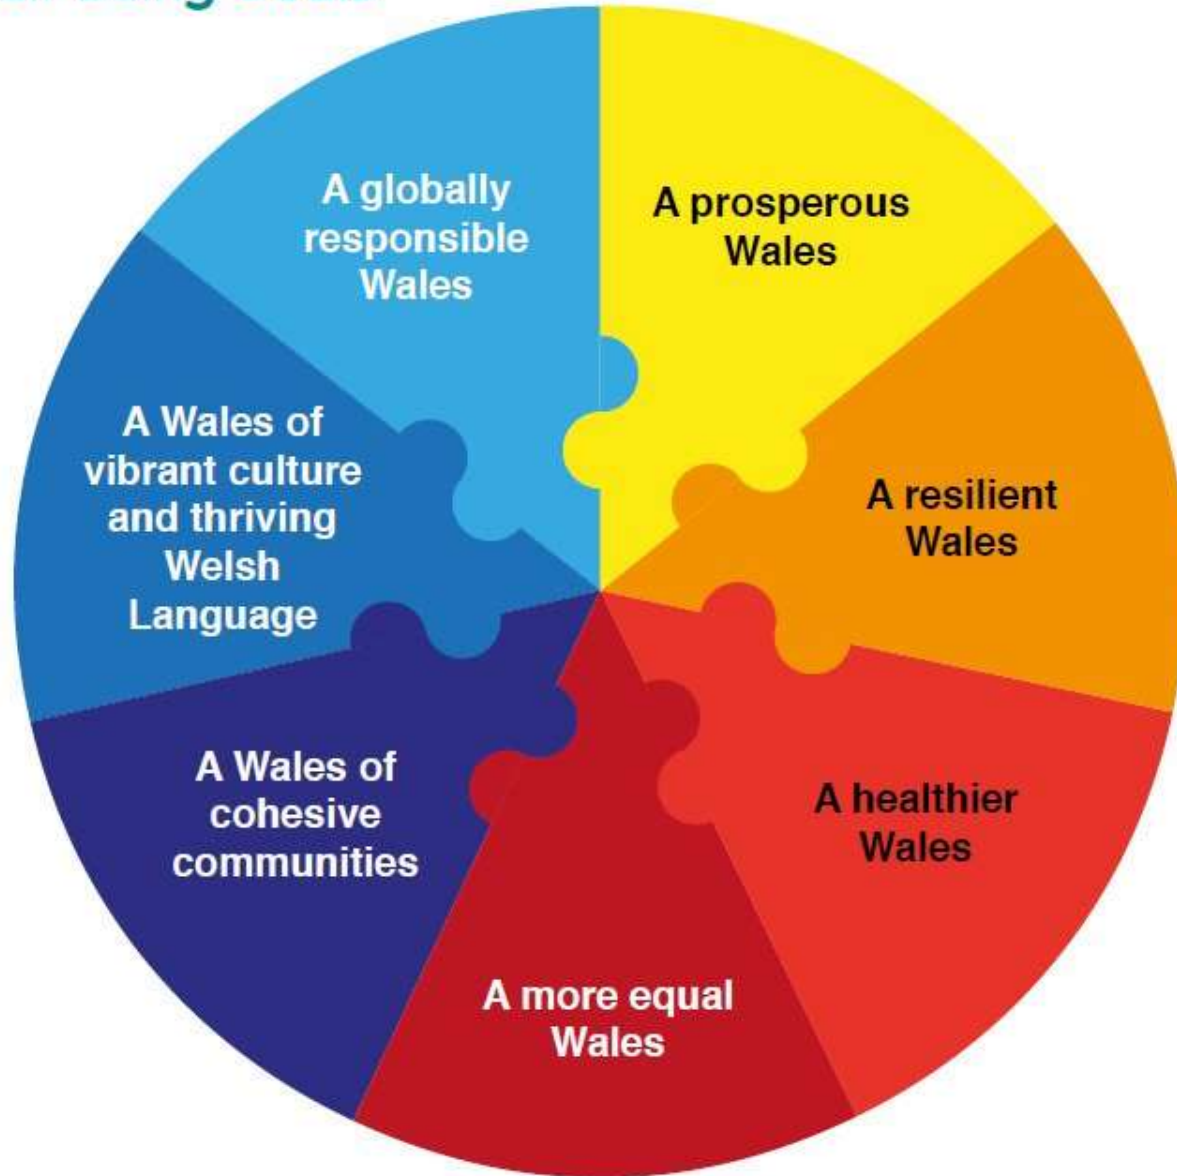 A globally
responsible
Wales
A prosperous
Wales
A resilient
Wales
A healthier
Wales
A more equal
Wales
A Wales of
cohesive
communities
A Wales of
vibrant culture
and thriving
Welsh
Language